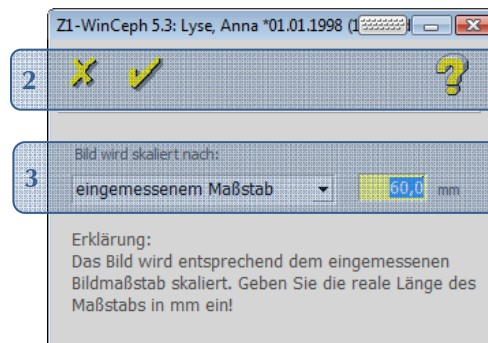 Z1-WinCeph 5.3: Lyse, Anna *01.01.1998 (1
2
3
Bild wird skaliert nach:
eingemessenem Maßstab 60,0 mm
Erklärung:
Das Bild wird entsprechend dem eingemessenen
Bildmaßstab skaliert. Geben Sie die reale Länge des
Maßstabs in mm ein!